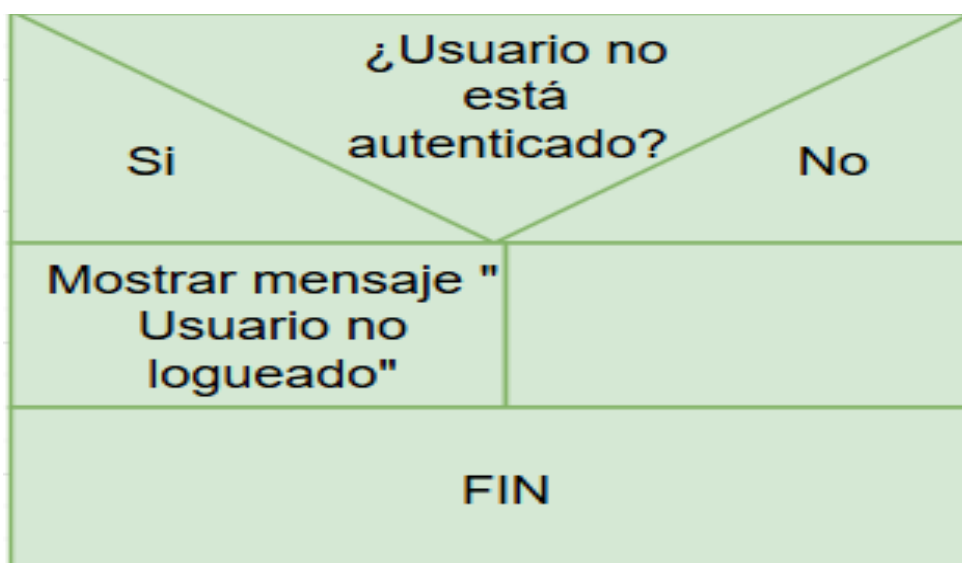 ¿Usuario no
está
autenticado?
Si
No
Mostrar mensaje "
Usuario no
logueado"
FIN